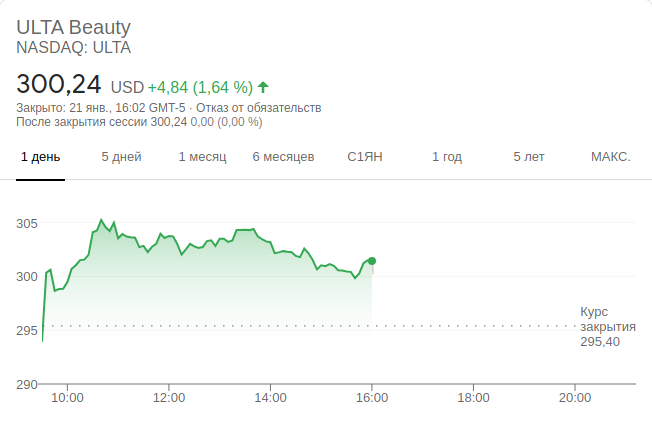 ULTA Beauty
NASDAQ: ULTA
300,24 USD +4,84 (1,64 %)
Закрыто: 21 янв., 16:02 GMT-5 · Отказ от обязательств
После закрытия сессии 300,24 0,00 (0,00 %)
1 день 5 дней 1 месяц 6 месяцев С1ЯН 1 год 5 лет МАКС.
305
300
295
290
Курс
закрытия
295,40
10:00 12:00 14:00 16:00 18:00 20:00